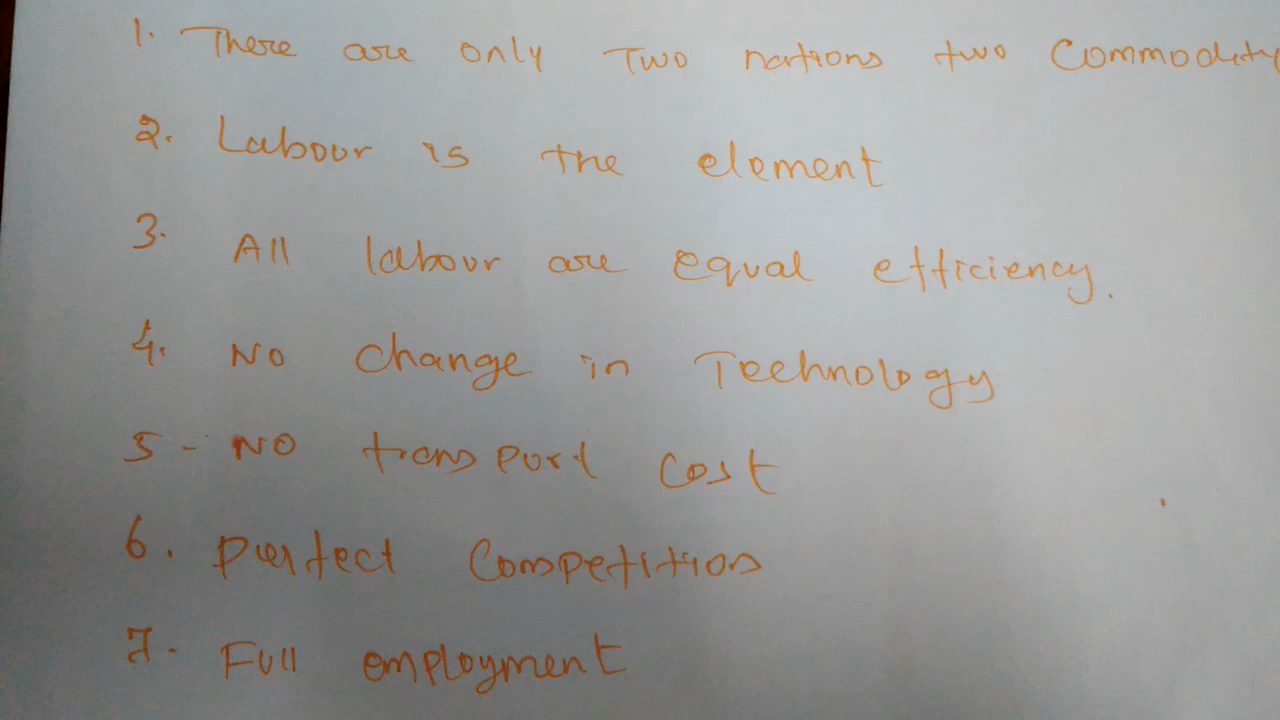 1. There are only Two nations two Commodity
2. Labour is the element
3. All labour are equal efficiency.
4. No change in Technology
5- NO transport cost
6. Perfect Competition
7. Full employment